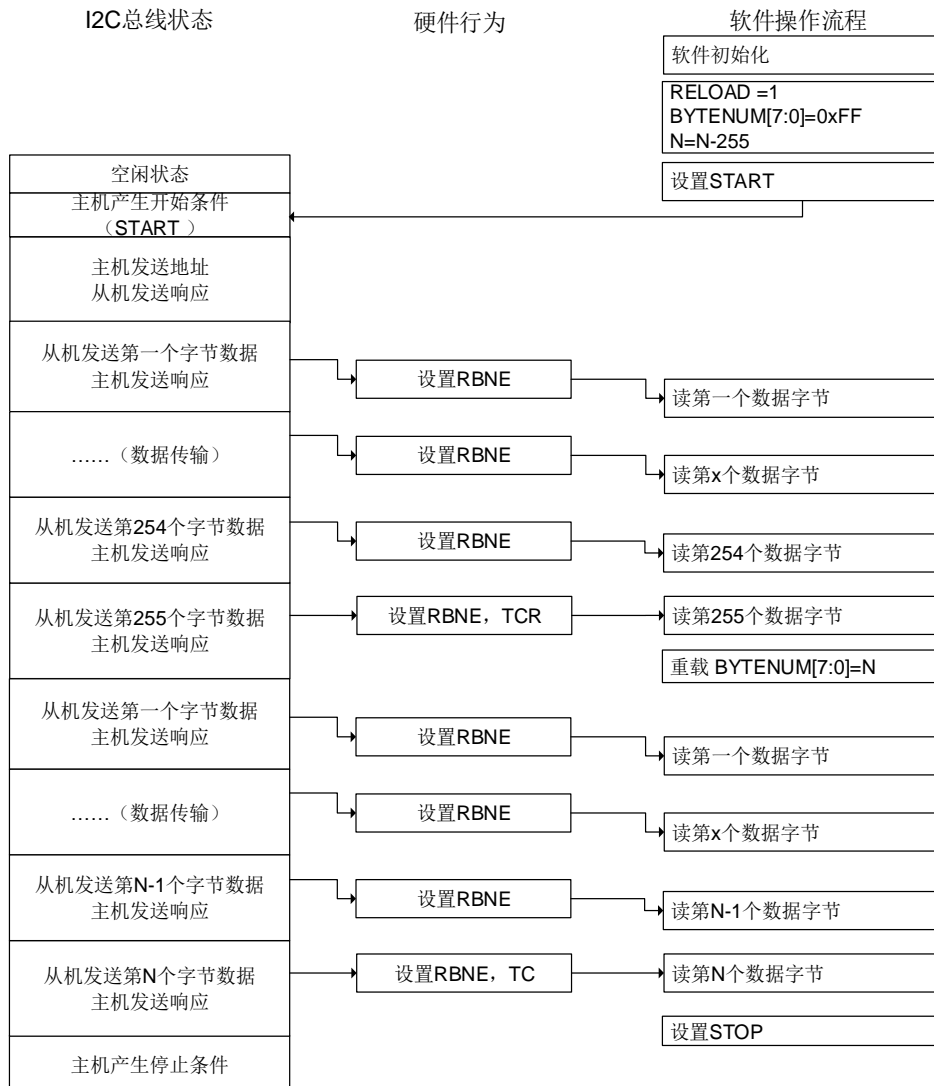 I2C总线状态
硬件行为
软件操作流程
软件初始化
RELOAD =1
BYTENUM[7:0]=0xFF
N=N-255
空闲状态
设置START
主机产生开始条件
（START ）
主机发送地址
从机发送响应
从机发送第一个字节数据
主机发送响应
设置RBNE
读第一个数据字节
……（数据传输）
设置RBNE
读第x个数据字节
从机发送第254个字节数据
主机发送响应
设置RBNE
读第254个数据字节
从机发送第255个字节数据
主机发送响应
设置RBNE，TCR
读第255个数据字节
重载 BYTENUM[7:0]=N
从机发送第一个字节数据
主机发送响应
设置RBNE
读第一个数据字节
……（数据传输）
设置RBNE
读第x个数据字节
从机发送第N-1个字节数据
主机发送响应
设置RBNE
读第N-1个数据字节
从机发送第N个字节数据
主机发送响应
设置RBNE，TC
读第N个数据字节
设置STOP
主机产生停止条件